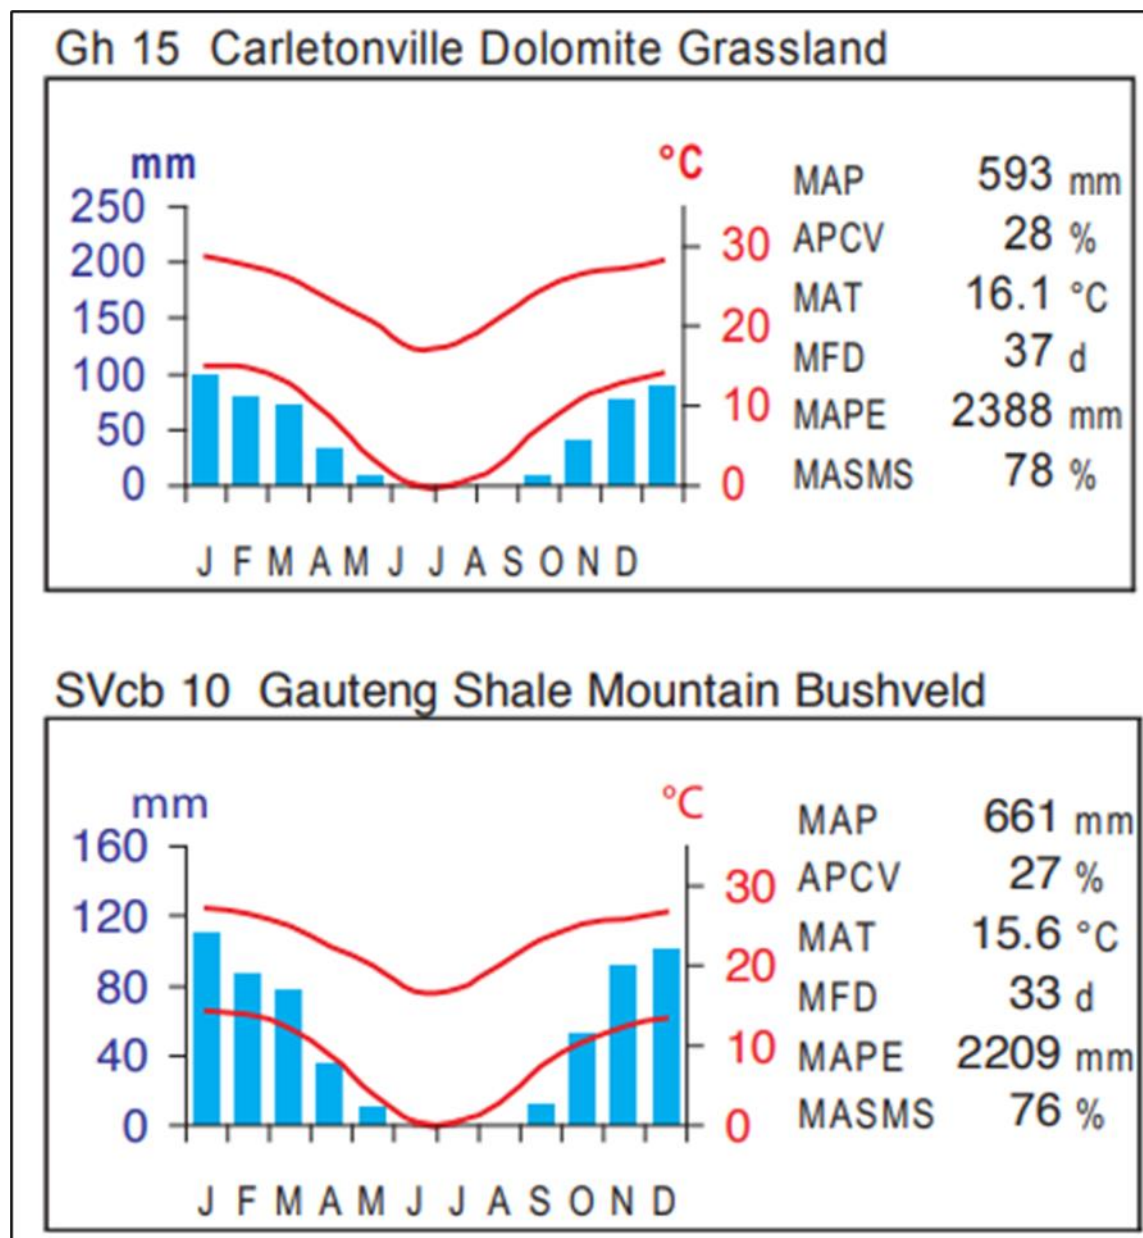 Gh 15 Carletonville Dolomite Grassland
mm °C
250
200
150
100
50
0
30
20
10
0
MAP 593 mm
APCV 28 %
MAT 16.1 °C
MFD 37 d
MAPE 2388 mm
MASMS 78 %
J F M A M J J A S O N D
SVcb 10 Gauteng Shale Mountain Bushveld
mm °C
160
120
80
40
0
30
20
10
0
MAP 661 mm
APCV 27 %
MAT 15.6 °C
MFD 33 d
MAPE 2209 mm
MASMS 76 %
J F M A M J J A S O N D